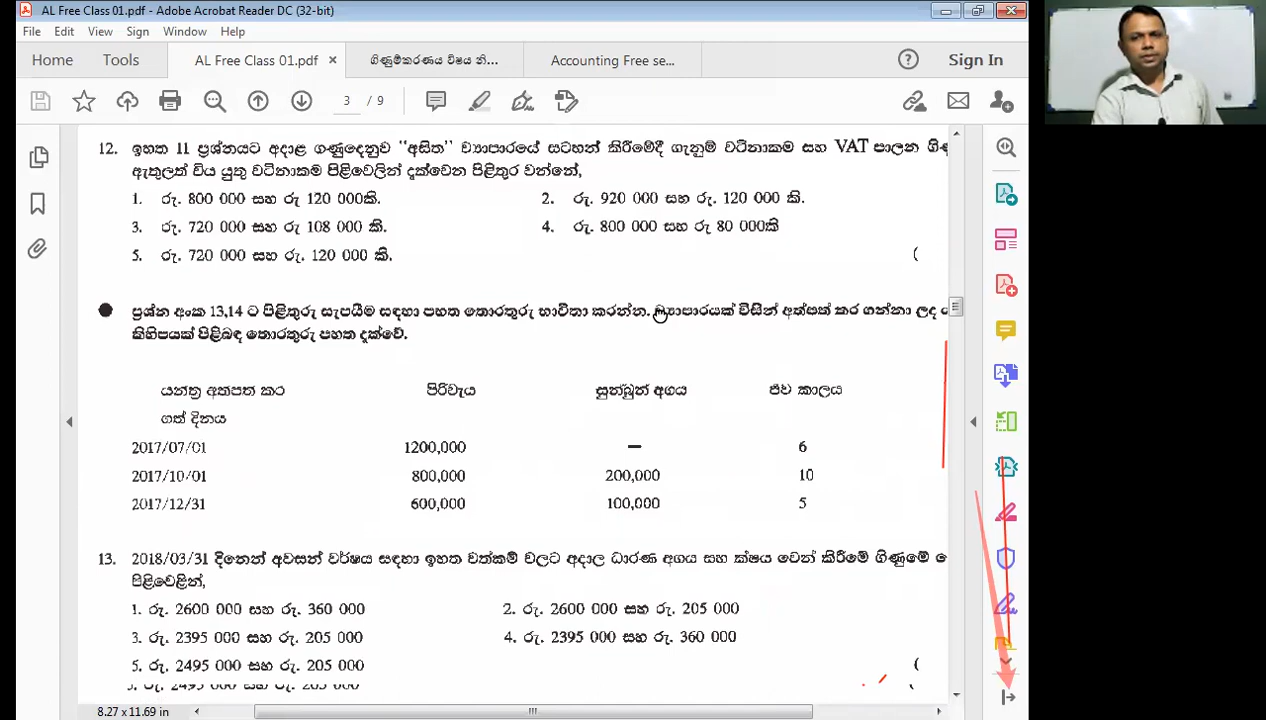 AL Free Class 01.pdf - Adobe Acrobat Reader DC (32-bit)
File Edit View Sign Window Help
Home Tools AL Free Class 01.pdf × ගිණුම්කරණය විෂය නි... Accounting Free se... Sign In
3 / 9
12. ඉහත 11 ප්‍රශ්නයට අදාළ ගණුදෙනුව "අසිත" ව්‍යාපාරයේ සටහන් කිරීමේදී ගැනුම් වටිනාකම සහ VAT පාලන
ඇතුලත් විය යුතු වටිනාකම පිළිවෙලින් දක්වෙන පිළිතුර වන්නේ,
1. රු. 800 000 සහ රු 120 000කි. 2. රු. 920 000 සහ රු. 120 000 කි.
3. රු. 720 000 සහ රු 108 000 කි. 4. රු. 800 000 සහ රු 80 000කි
5. රු. 720 000 සහ රු. 120 000 කි. (
ප්‍රශ්න අංක 13,14 ට පිළිතුරු සැපයීම සඳහා පහත තොරතුරු භාවිතා කරන්න. ව්‍යාපාරයක් විසින් අත්පත් කර ගන්නා ලද
කිහිපයක් පිළිබඳ තොරතුරු පහත දක්වේ.
යන්ත්‍ර අත්පත් කර පිරිවැය සුන්බුන් අගය ජීව කාලය
ගත් දිනය
2017/07/01 1200,000 — 6
2017/10/01 800,000 200,000 10
2017/12/31 600,000 100,000 5
13. 2018/03/31 දිනෙන් අවසන් වර්ෂය සඳහා ඉහත වත්කම් වලට අදාල ධාරණ අගය සහ ක්ෂය වෙන් කිරීමේ ගිණුමේ
පිළිවෙළින්,
1. රු. 2600 000 සහ රු. 360 000 2. රු. 2600 000 සහ රු. 205 000
3. රු. 2395 000 සහ රු. 205 000 4. රු. 2395 000 සහ රු. 360 000
5. රු. 2495 000 සහ රු. 205 000 (
8.27 x 11.69 in